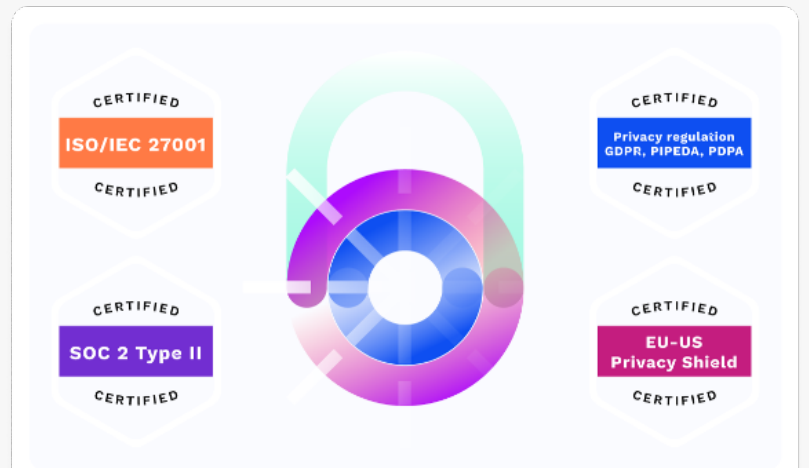 CERTIFIED
ISO/IEC 27001
CERTIFIED
CERTIFIED
Privacy regulation
GDPR, PIPEDA, PDPA
CERTIFIED
CERTIFIED
SOC 2 Type II
CERTIFIED
CERTIFIED
EU-US
Privacy Shield
CERTIFIED